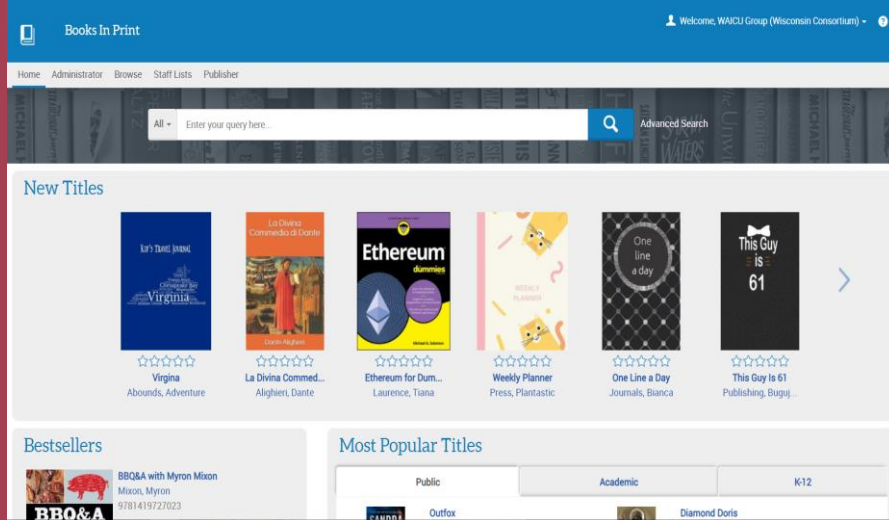 Books In Print
Welcome, WAICU Group (Wisconsin Consortium)
Home Administrator Browse Staff Lists Publisher
All Enter your query here... Advanced Search
New Titles
Virginia
La Divina
Commedia di Dante
Dante Alighieri
Ethereum
dummies
WEEKLY
PLANNER
One
line
a day
This Guy
is
61
Virgina
Abounds, Adventure
La Divina Commed...
Alighieri, Dante
Ethereum for Dum...
Laurence, Tiana
Weekly Planner
Press, Plantastic
One Line a Day
Journals, Bianca
This Guy Is 61
Publishing, Buguj...
Bestsellers
BBQ&A
BBQ&A with Myron Mixon
Mixon, Myron
9781419727023
Most Popular Titles
Public Academic K-12
SANDRA
Outfox
Diamond Doris